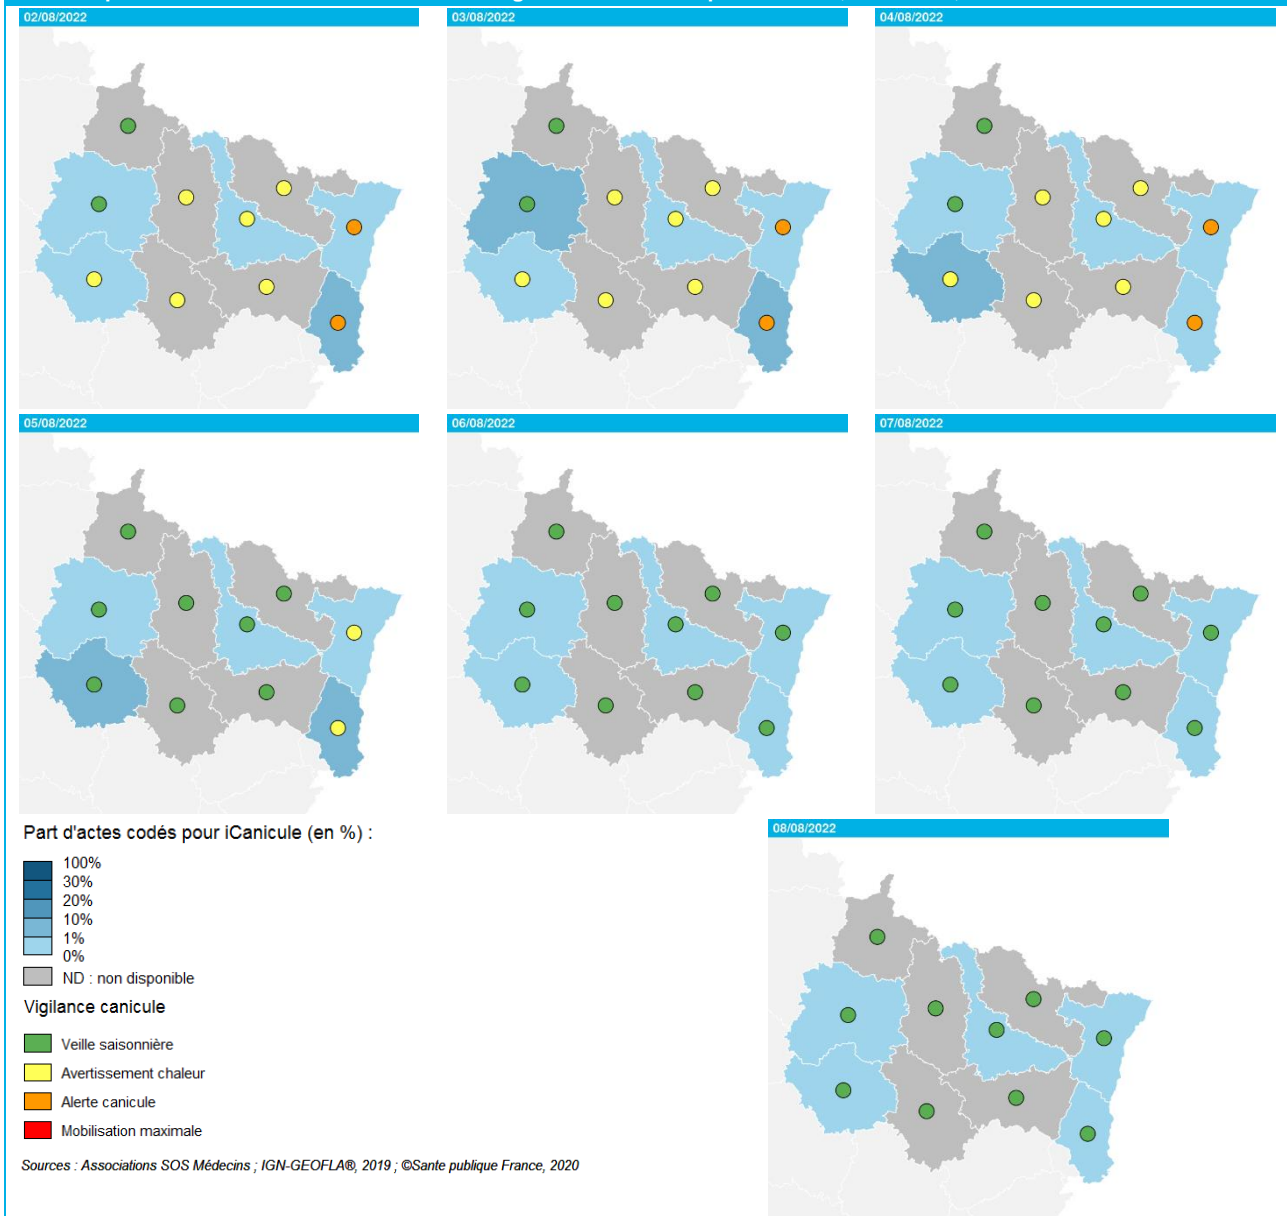 02/08/2022
03/08/2022
04/08/2022
05/08/2022
06/08/2022
07/08/2022
Part d'actes codés pour iCanicule (en %) :
100%
30%
20%
10%
1%
0%
ND : non disponible
Vigilance canicule
Veille saisonnière
Avertissement chaleur
Alerte canicule
Mobilisation maximale
08/08/2022
Sources : Associations SOS Médecins ; IGN-GEOFLA®, 2019 ; ©Sante publique France, 2020